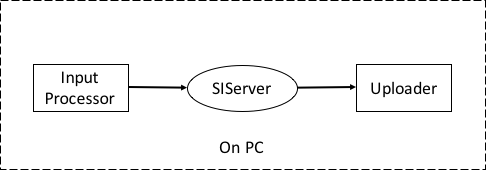 Input
Processor
SIServer
Uploader
On PC